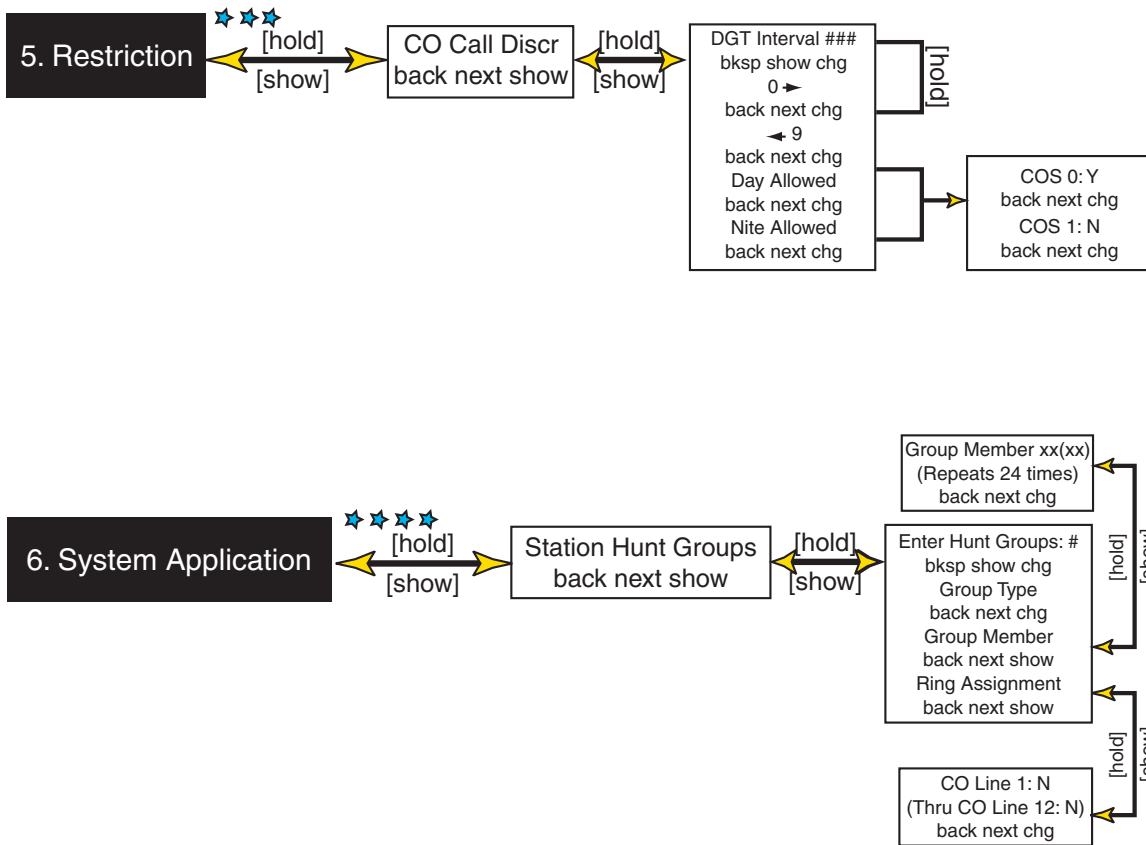 5. Restriction
[hold]
[show]
CO Call Discr
back next show
[hold]
[show]
DGT Interval ###
bksp show chg
0
back next chg
9
back next chg
Day Allowed
back next chg
Nite Allowed
back next chg
[hold]
COS 0: Y
back next chg
COS 1: N
back next chg
6. System Application
[hold]
[show]
Station Hunt Groups
back next show
[hold]
[show]
Group Member xx(xx)
(Repeats 24 times)
back next chg
Enter Hunt Groups: #
bksp show chg
Group Type
back next chg
Group Member
back next show
Ring Assignment
back next show
[hold]
[show]
CO Line 1: N
(Thru CO Line 12: N)
back next chg
[hold]
[show]